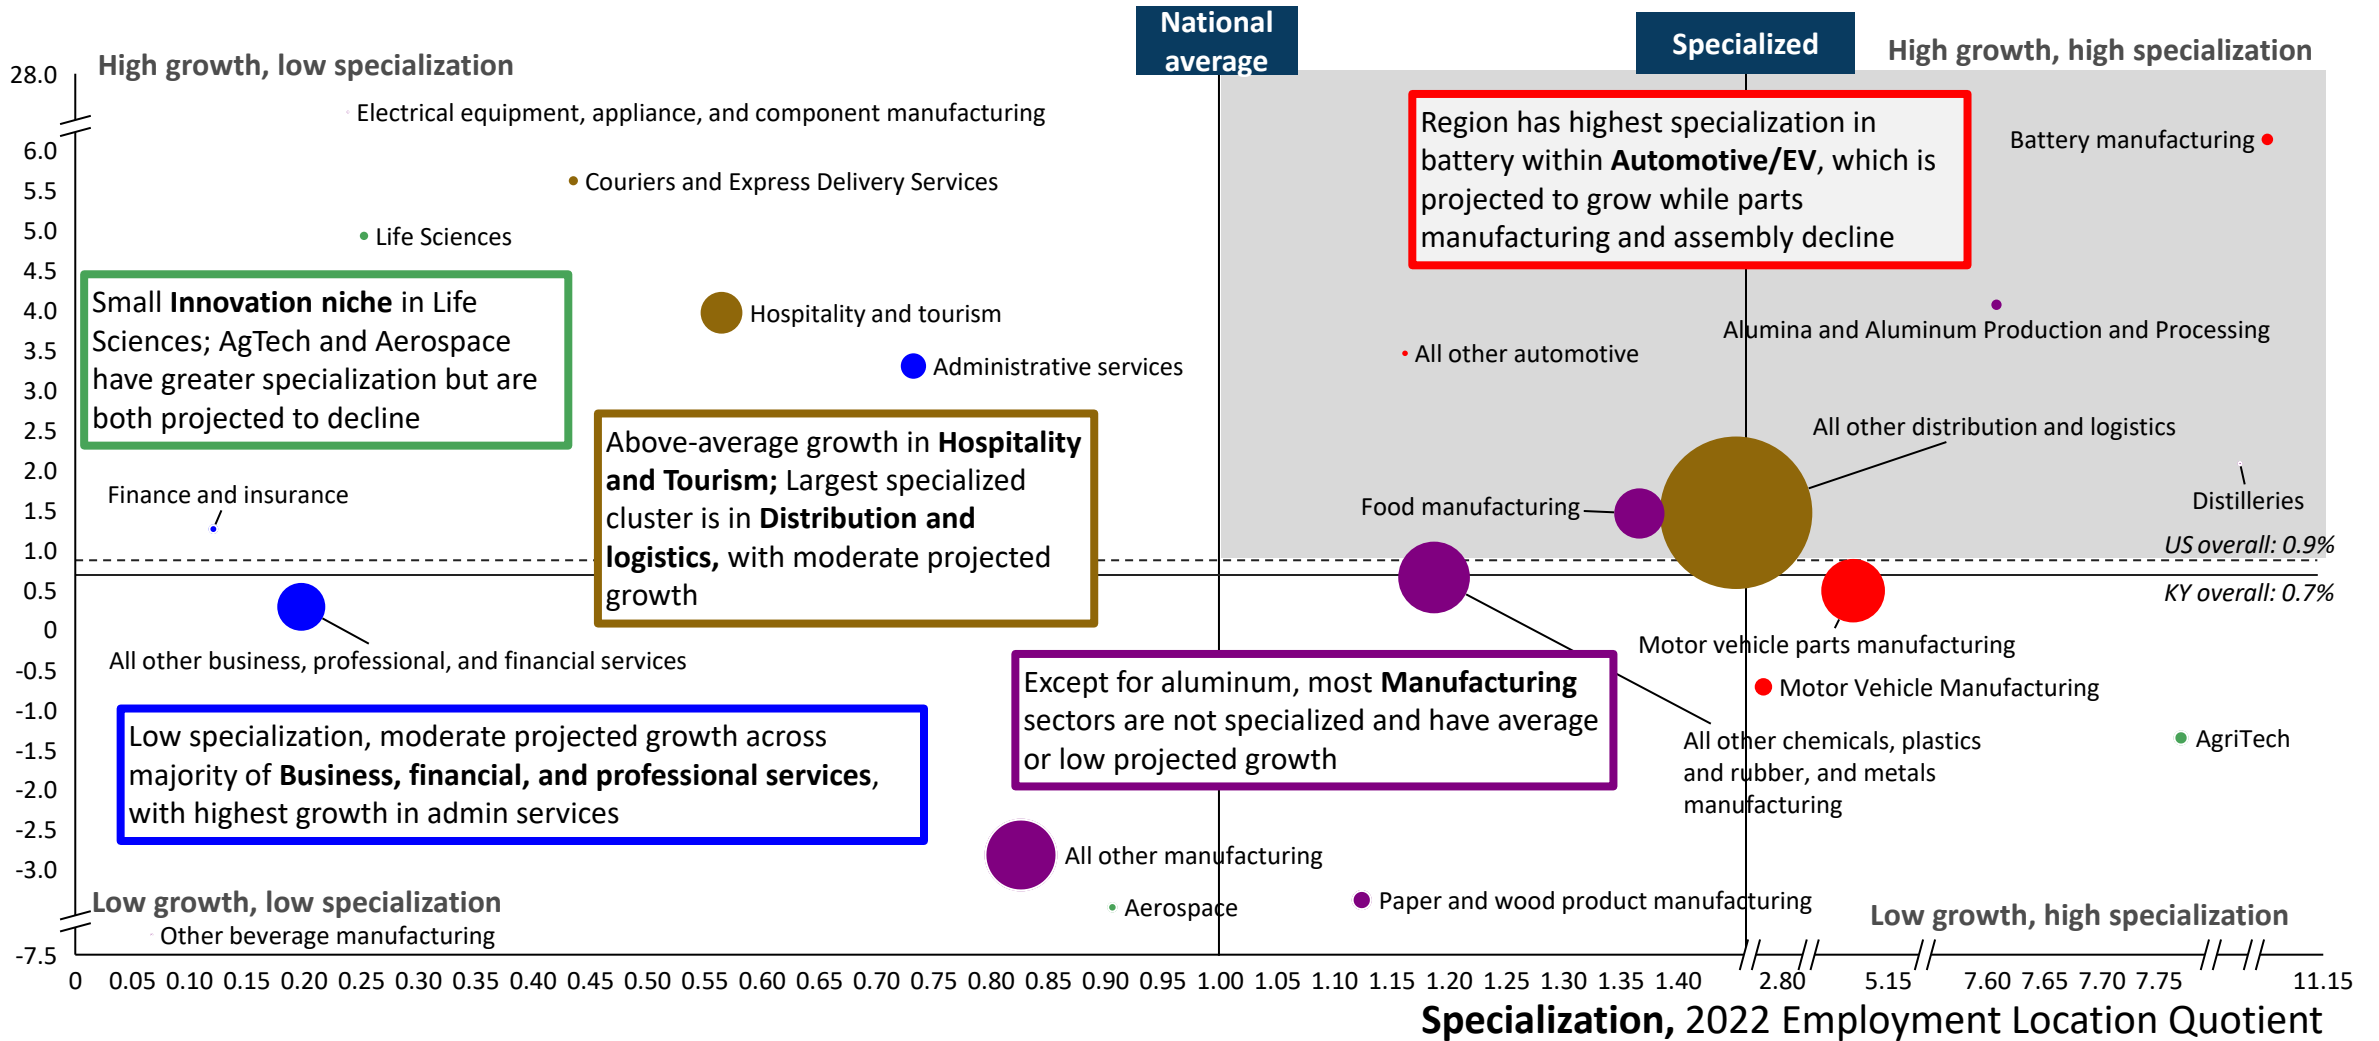 National
average
Specialized
High growth, low specialization
High growth, high specialization
28.0
6.0
5.5
5.0
4.5
4.0
3.5
3.0
2.5
2.0
1.5
1.0
0.5
0
-0.5
-1.0
-1.5
-2.0
-2.5
-3.0
-7.5
Electrical equipment, appliance, and component manufacturing
Couriers and Express Delivery Services
Life Sciences
Small Innovation niche in Life
Sciences; AgTech and Aerospace
have greater specialization but are
both projected to decline
Hospitality and tourism
Administrative services
Above-average growth in Hospitality
and Tourism; Largest specialized
cluster is in Distribution and
logistics, with moderate projected
growth
Finance and insurance
All other business, professional, and financial services
Low specialization, moderate projected growth across
majority of Business, financial, and professional services,
with highest growth in admin services
Region has highest specialization in
battery within Automotive/EV, which is
projected to grow while parts
manufacturing and assembly decline
Battery manufacturing
Alumina and Aluminum Production and Processing
All other automotive
All other distribution and logistics
Food manufacturing
Distilleries
US overall: 0.9%
KY overall: 0.7%
Motor vehicle parts manufacturing
Motor Vehicle Manufacturing
Except for aluminum, most Manufacturing
sectors are not specialized and have average
or low projected growth
All other chemicals, plastics
and rubber, and metals
manufacturing
AgriTech
All other manufacturing
Aerospace
Paper and wood product manufacturing
Low growth, low specialization
Other beverage manufacturing
Low growth, high specialization
0 0.05 0.10 0.15 0.20 0.25 0.30 0.35 0.40 0.45 0.50 0.55 0.60 0.65 0.70 0.75 0.80 0.85 0.90 0.95 1.00 1.05 1.10 1.15 1.20 1.25 1.30 1.35 1.40 2.80 5.15 7.60 7.65 7.70 7.75 11.15
Specialization, 2022 Employment Location Quotient